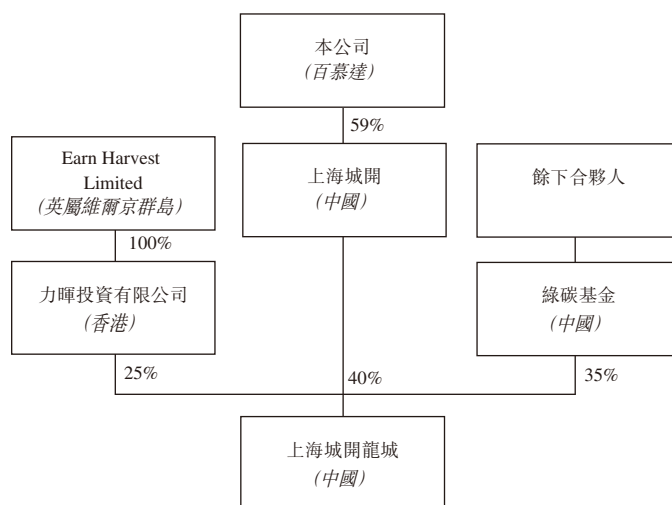 本公司
(百慕達)
59%
Earn Harvest
Limited
(英屬維爾京群島)
上海城開
(中國)
餘下合夥人
100%
力暉投資有限公司
(香港)
綠碳基金
(中國)
25%
40%
35%
上海城開龍城
(中國)